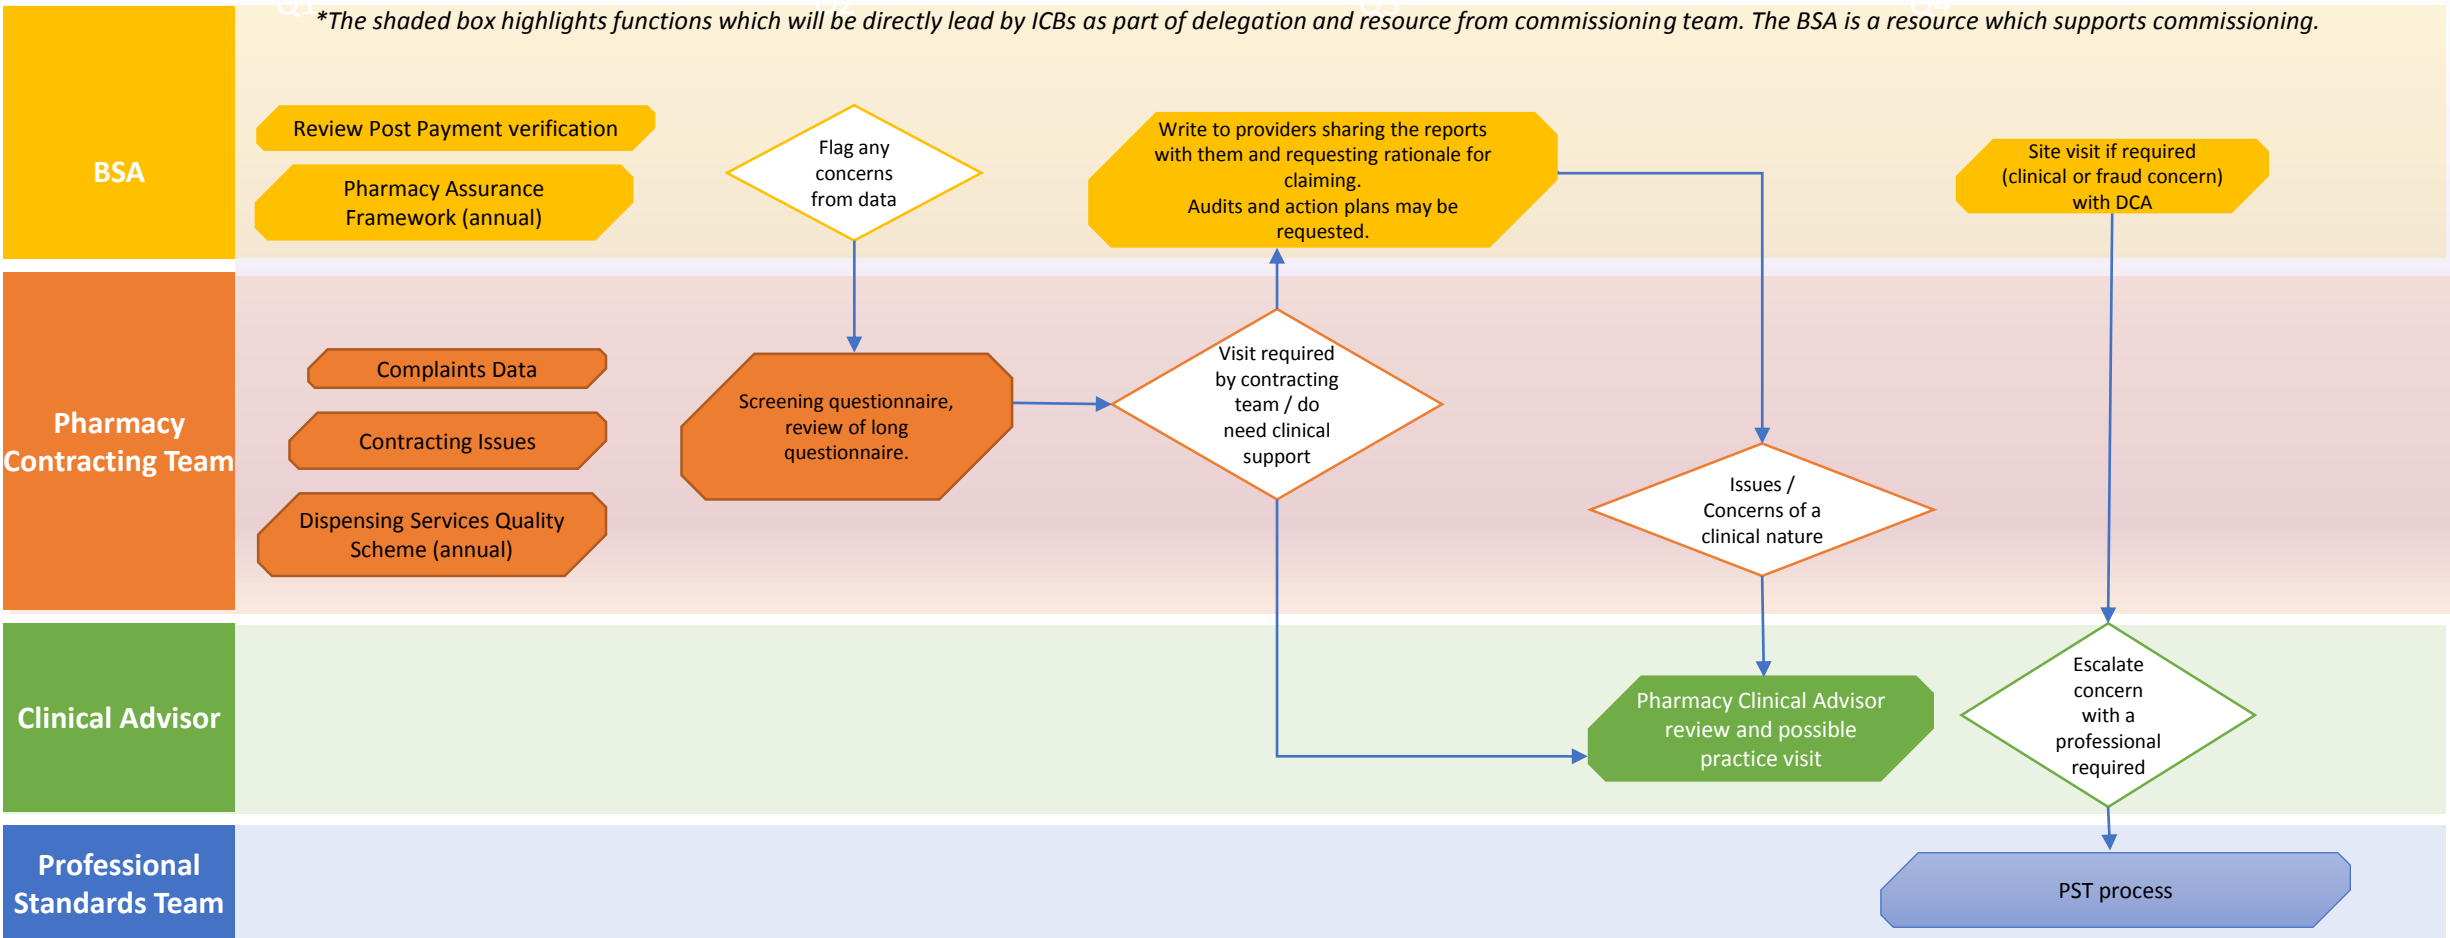 Q1 Q2 Q3 Q4
*The shaded box highlights functions which will be directly lead by ICBs as part of delegation and resource from commissioning team. The BSA is a resource which supports commissioning.
BSA
Review Post Payment verification
Pharmacy Assurance
Framework (annual)
Flag any
concerns
from data
Write to providers sharing the reports
with them and requesting rationale for
claiming.
Audits and action plans may be
requested.
Site visit if required
(clinical or fraud concern)
with DCA
Pharmacy
Contracting Team
Complaints Data
Contracting Issues
Dispensing Services Quality
Scheme (annual)
Screening questionnaire,
review of long
questionnaire.
Visit required
by contracting
team / do
need clinical
support
Issues /
Concerns of a
clinical nature
Clinical Advisor
Pharmacy Clinical Advisor
review and possible
practice visit
Escalate
concern
with a
professional
required
Professional
Standards Team
PST process